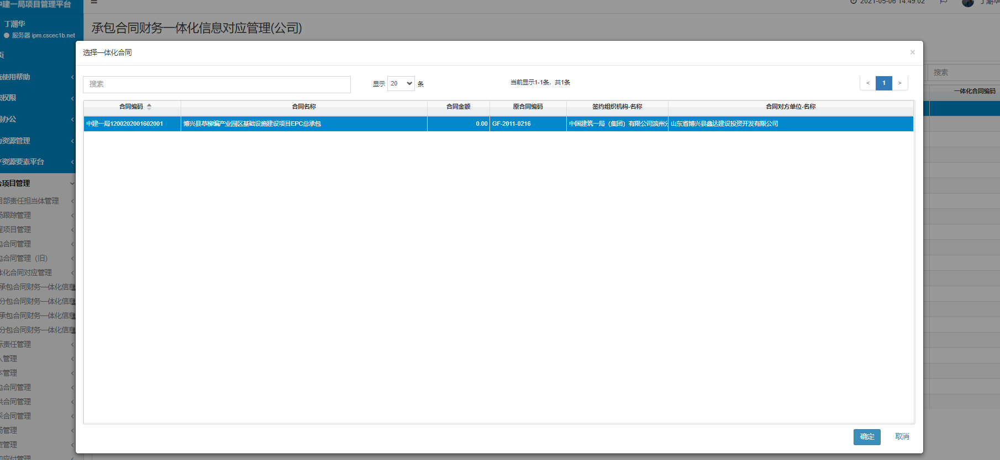 中建一局项目管理平台
2021-05-06 14:49:02
丁潮华
丁潮华
服务器 ipm.cscec1b.net
承包合同财务一体化信息对应管理(公司)
页
统使用帮助
权限
办公
资源管理
资源要素平台
项目管理
部责任担当体管理
跟踪管理
程项目管理
包合同管理
包合同管理（旧）
体化合同对应管理
承包合同财务一体化信息
分包合同财务一体化信息
承包合同财务一体化信息
分包合同财务一体化信息
标责任管理
人管理
本管理
包合同管理
供合同管理
采合同管理
场管理
资管理
应付管理
选择一体化合同
×
搜索
显示 20 条
当前显示1-1条，共1条
< 1 >
合同编码 合同名称 合同金额 原合同编码 签约组织机构-名称 合同对方单位-名称
中建一局1200202001602001 博兴县草柳编产业园区基础设施建设项目EPC总承包 0.00 GF-2011-0216 中国建筑一局（集团）有限公司滨州分 山东省博兴县鑫达建设投资开发有限公司
确定 取消
搜索
一体化合同编码